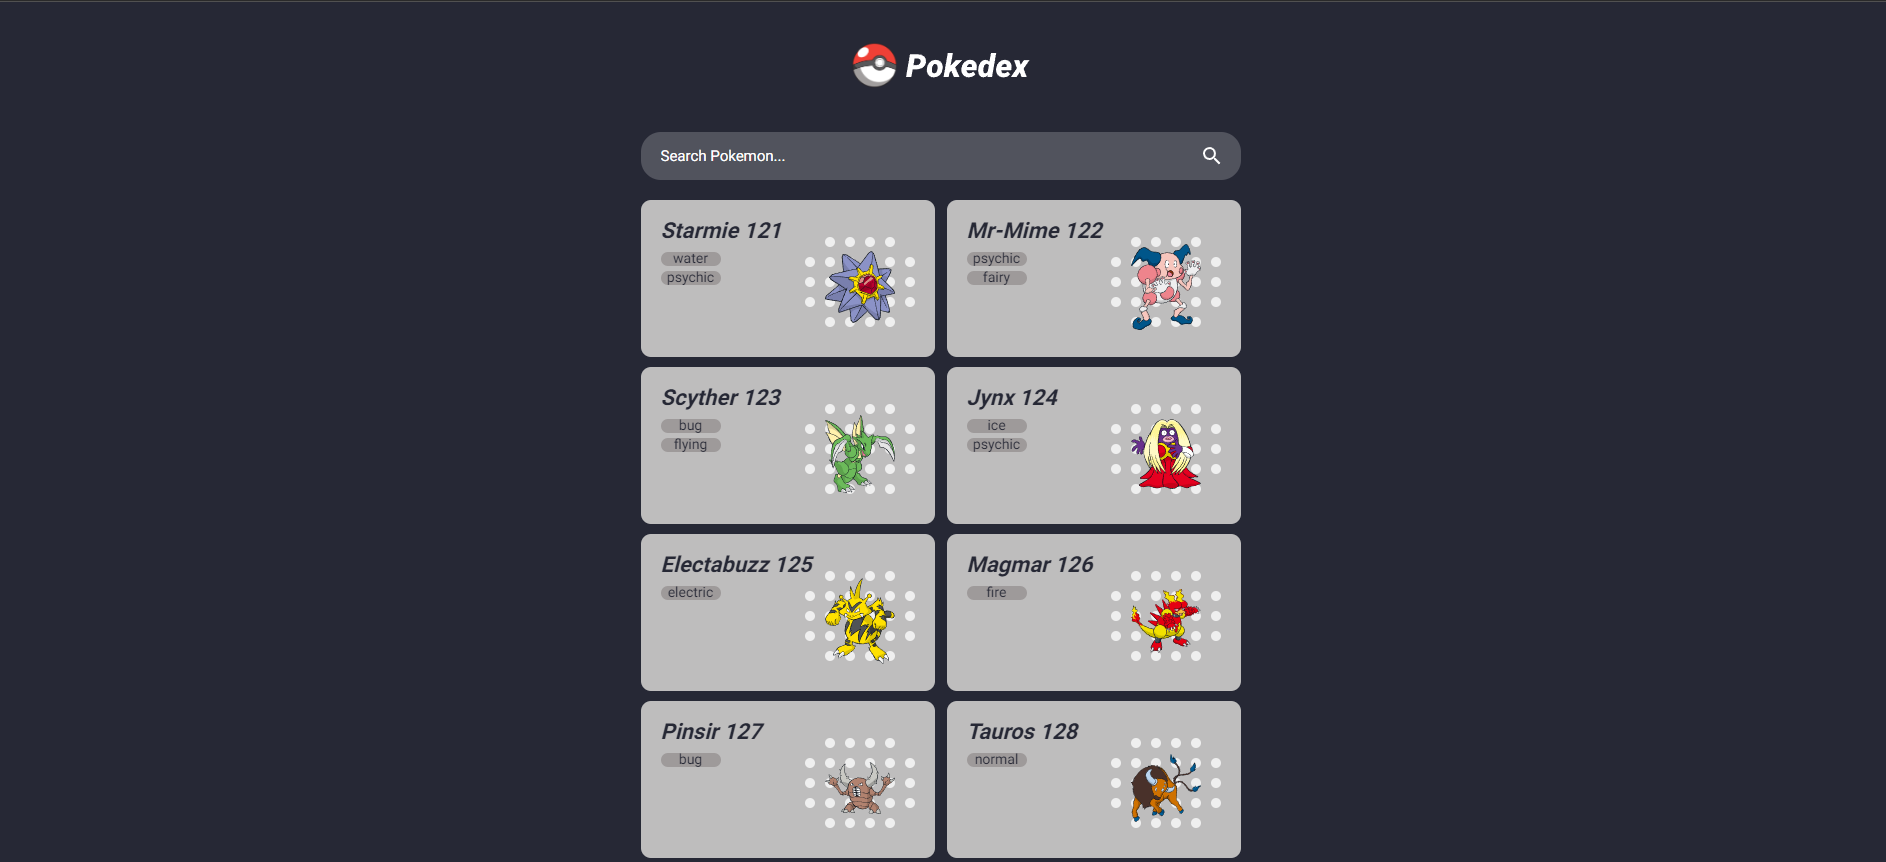 Pokedex
Search Pokemon...
Starmie 121
water
psychic
Mr-Mime 122
psychic
fairy
Scyther 123
bug
flying
Jynx 124
ice
psychic
Electabuzz 125
electric
Magmar 126
fire
Pinsir 127
bug
Tauros 128
normal